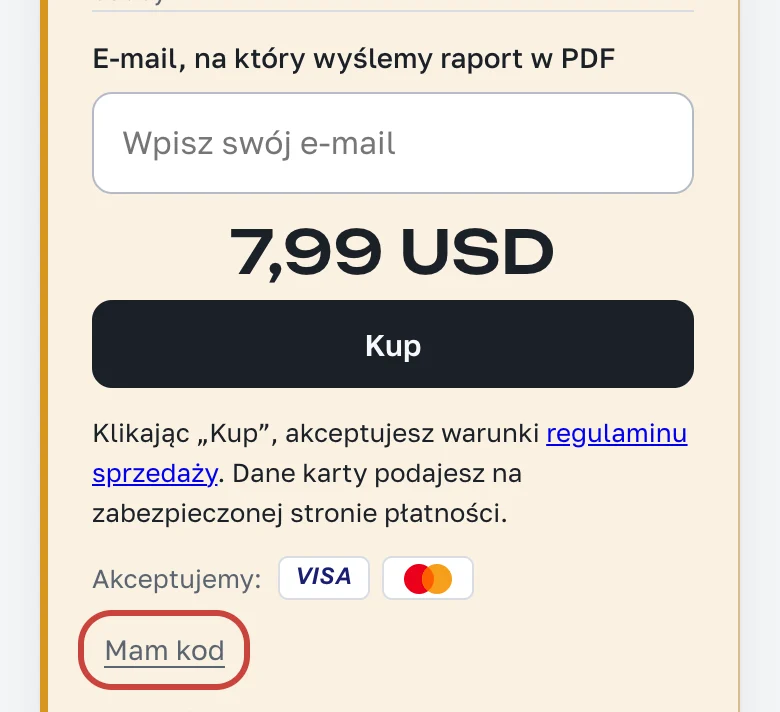 E-mail, na który wyślemy raport w PDF
Wpisz swój e-mail
7,99 USD
Kup
Klikając „Kup”, akceptujesz warunki regulaminu
sprzedaży. Dane karty podajesz na
zabezpieczonej stronie płatności.
Akceptujemy: VISA
Mam kod